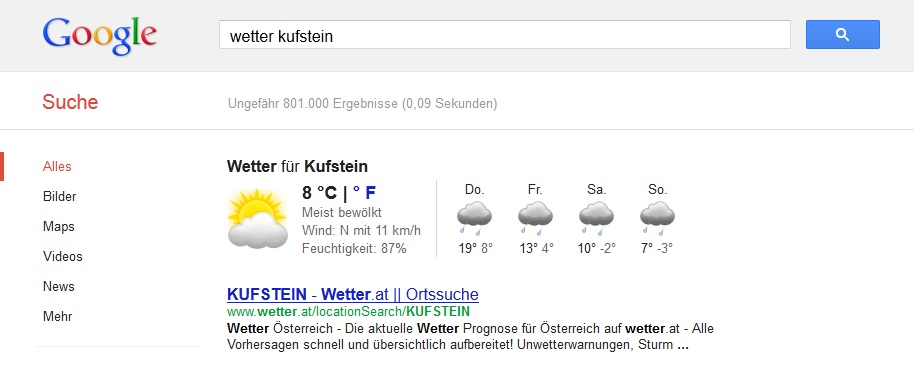 Google
wetter kufstein
Suche
Ungefähr 801.000 Ergebnisse (0,09 Sekunden)
Alles
Bilder
Maps
Videos
News
Mehr
Wetter für Kufstein
8 °C | ° F
Meist bewölkt
Wind: N mit 11 km/h
Feuchtigkeit: 87%
Do. Fr. Sa. So.
19° 8° 13° 4° 10° -2° 7° -3°
KUFSTEIN - Wetter.at || Ortssuche
www.wetter.at/locationSearch/KUFSTEIN
Wetter Österreich - Die aktuelle Wetter Prognose für Österreich auf wetter.at - Alle
Vorhersagen schnell und übersichtlich aufbereitet! Unwetterwarnungen, Sturm ...